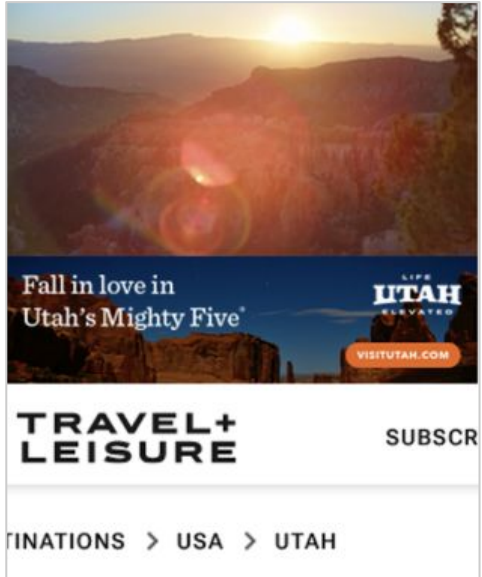 Fall in love in
Utah's Mighty Five®
LIFE
UTAH
ELEVATED
VISITUTAH.COM
TRAVEL+
LEISURE
SUBSCR
TINATIONS > USA > UTAH